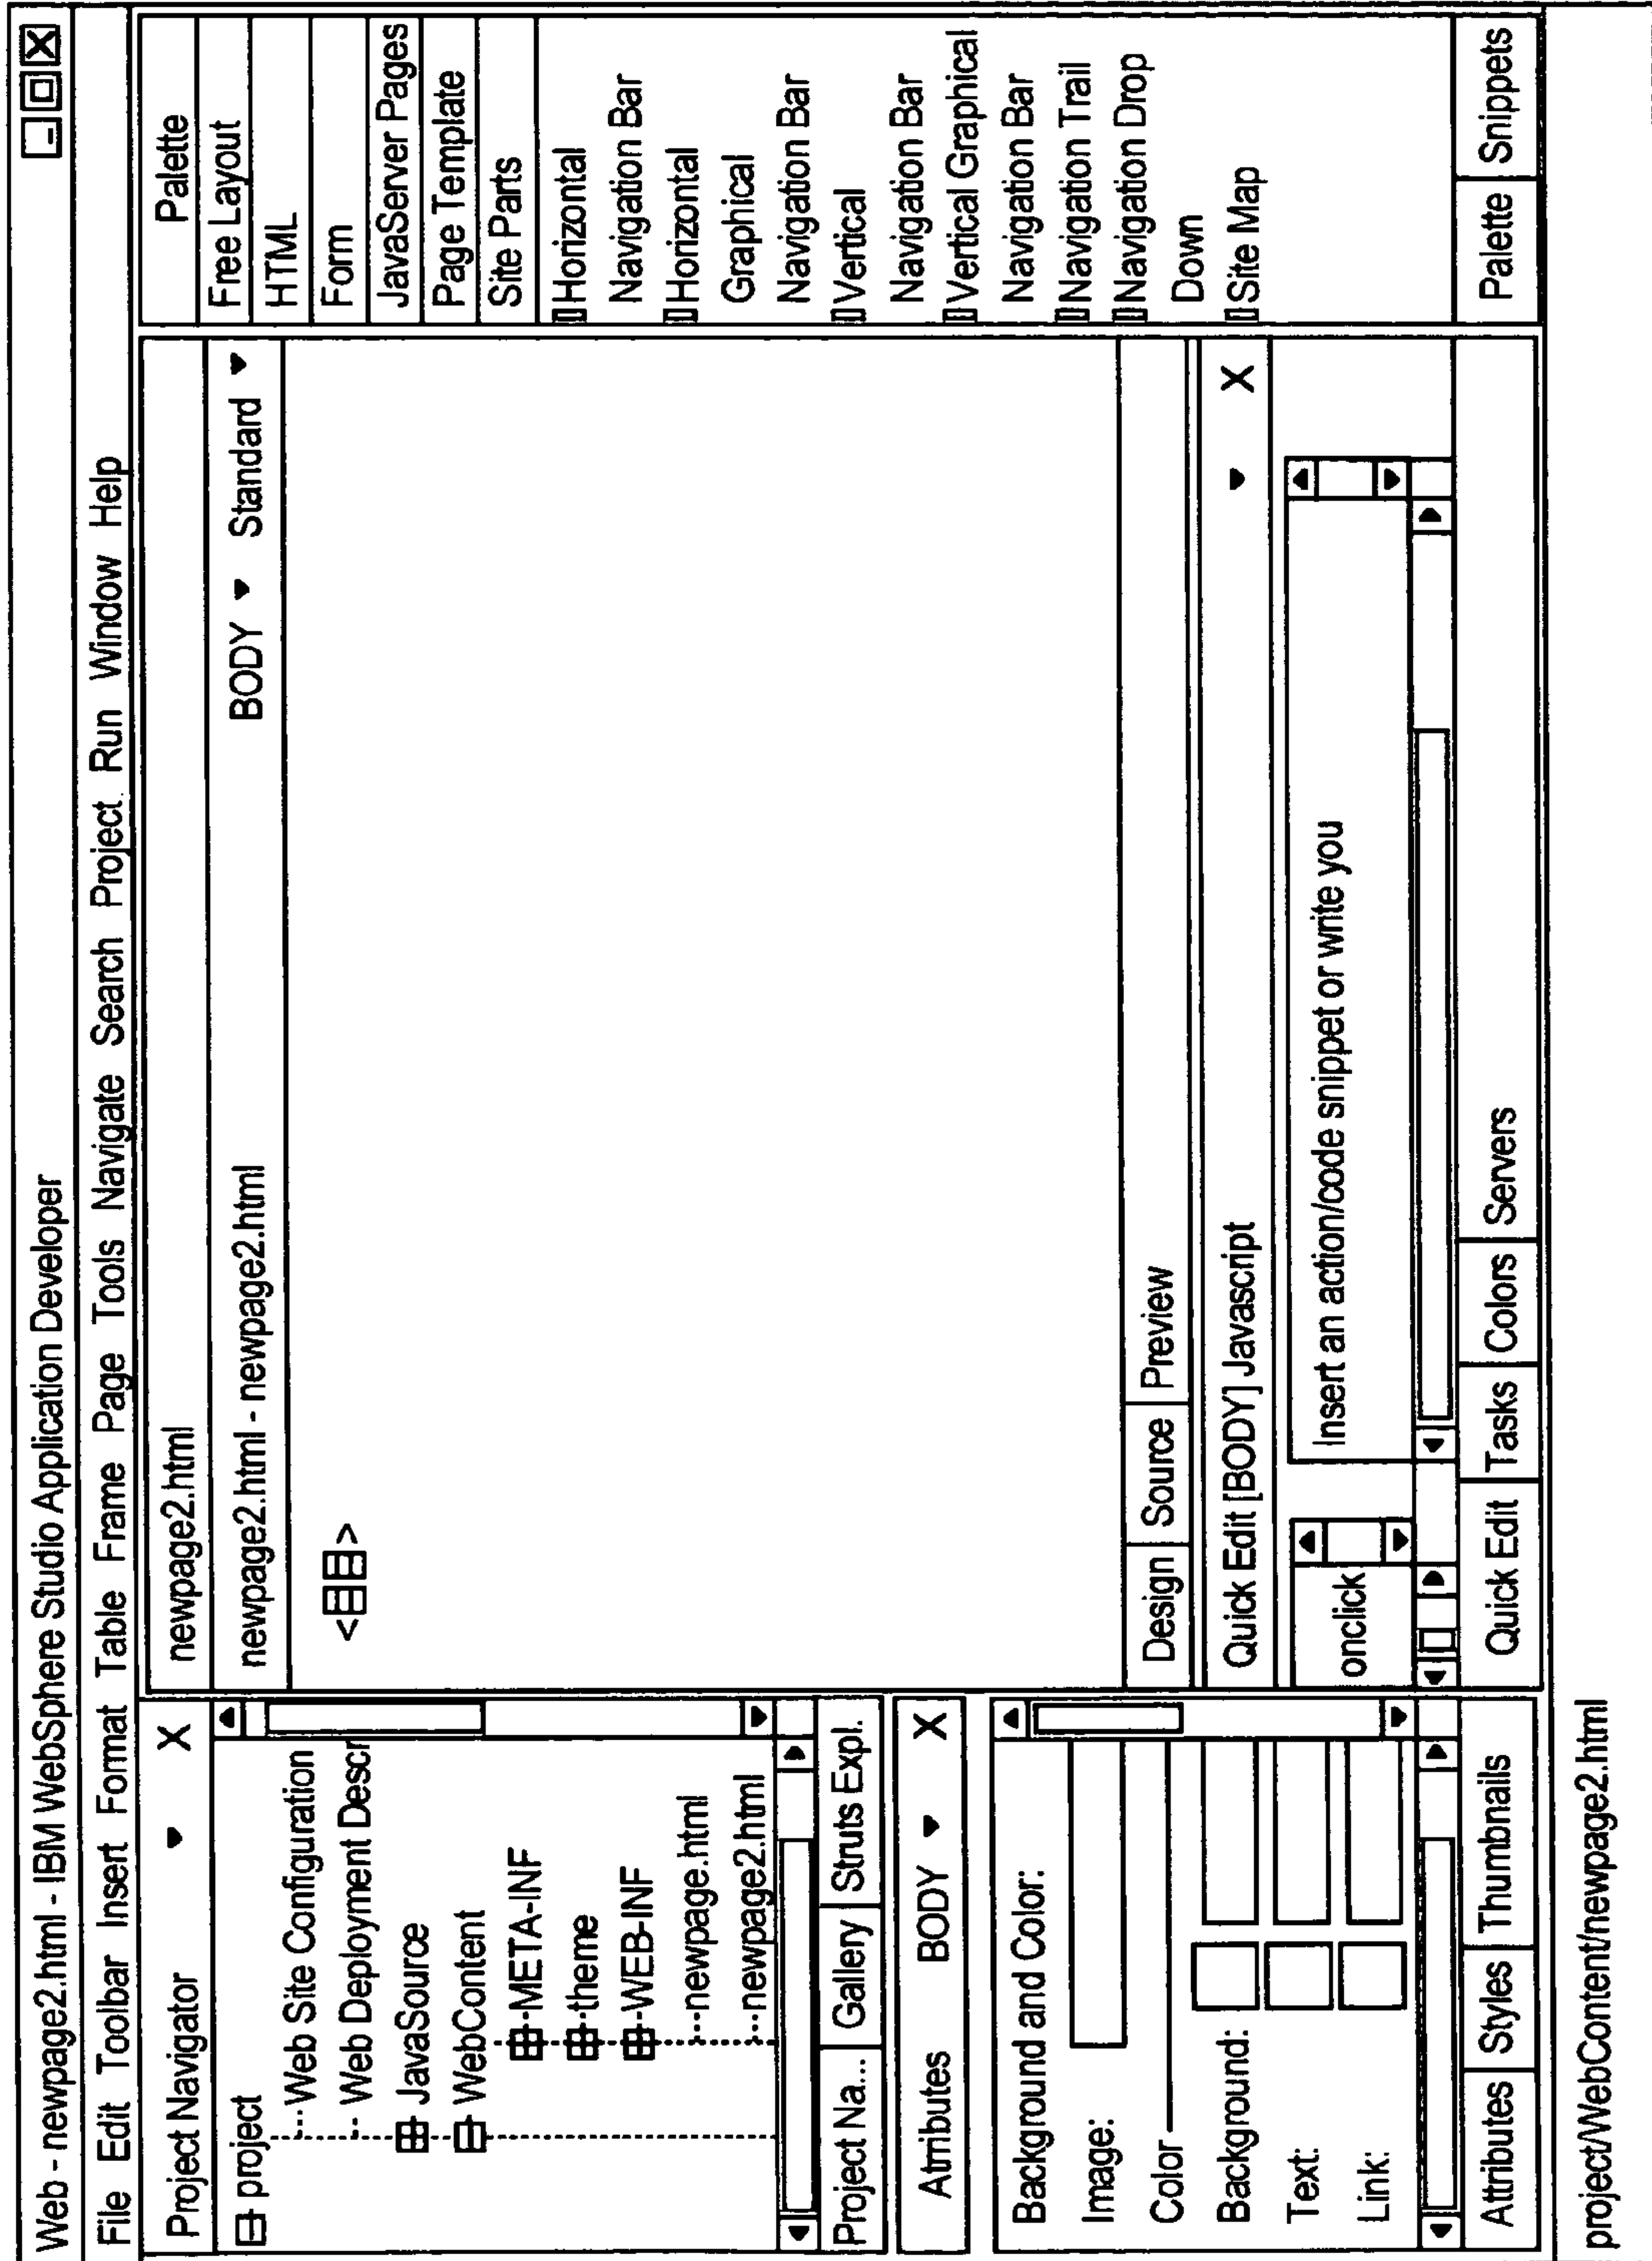 Web - newpage2.html - IBM WebSphere Studio Application Developer
File Edit Toolbar Insert Format Table Frame Page Tools Navigate Search Project Run Window Help
Project Navigator X
project
Web Site Configuration
Web Deployment Descr
JavaSource
WebContent
META-INF
theme
WEB-INF
newpage.html
newpage2.html
Project Na... Gallery Struts Expl.
Attributes BODY X
Background and Color:
Image:
Color
Background:
Text:
Link:
Attributes Styles Thumbnails
newpage2.html
newpage2.html - newpage2.html BODY Standard
Design Source Preview
Quick Edit [BODY] Javascript X
onclick
Insert an action/code snippet or write you
Quick Edit Tasks Colors Servers
Palette
Free Layout
HTML
Form
JavaServer Pages
Page Template
Site Parts
Horizontal
Navigation Bar
Horizontal
Graphical
Navigation Bar
Vertical
Navigation Bar
Vertical Graphical
Navigation Bar
Navigation Trail
Navigation Drop
Down
Site Map
Palette Snippets
project/WebContent/newpage2.html